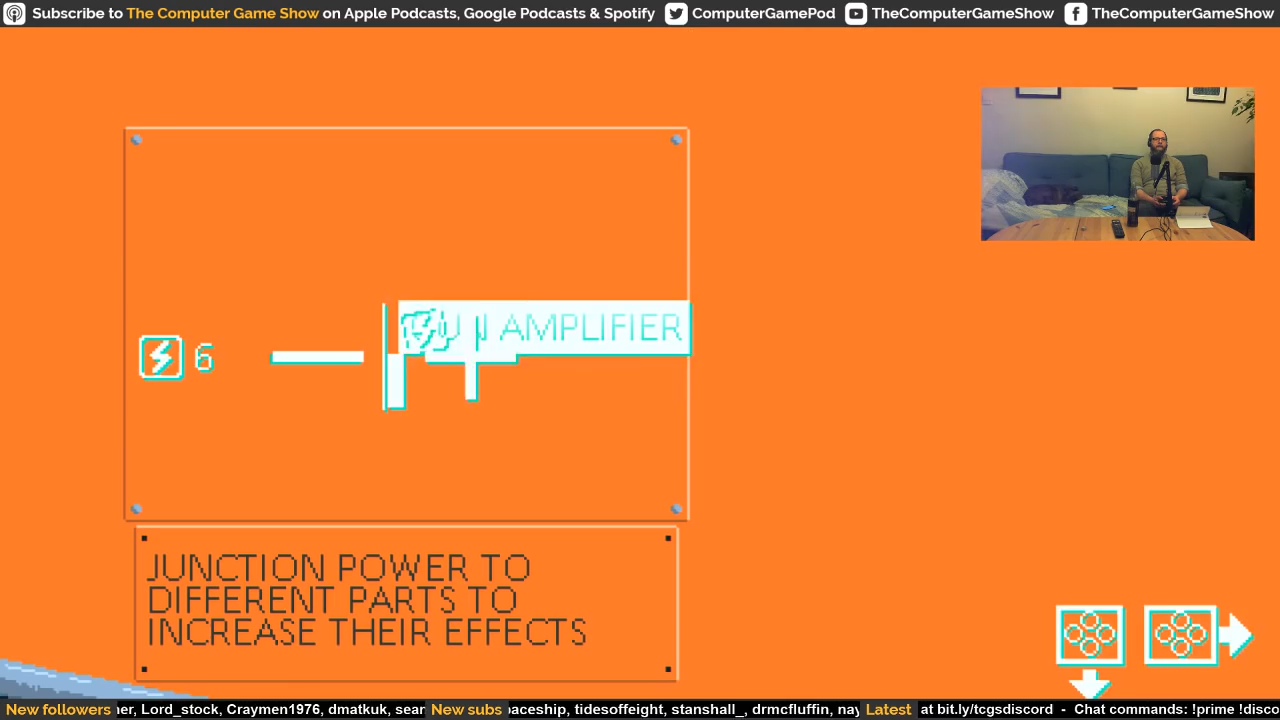 Subscribe to The Computer Game Show on Apple Podcasts, Google Podcasts & Spotify ComputerGamePod TheComputerGameShow TheComputerGameShow
AMPLIFIER
6
JUNCTION POWER TO
DIFFERENT PARTS TO
INCREASE THEIR EFFECTS
New followers er, Lord_stock, Craymen1976, dmatkuk, sear New subs paceship, tidesoffeight, stanshall_, drmcfluffin, nay Latest at bit.ly/tcgsdiscord - Chat commands: !prime !disco